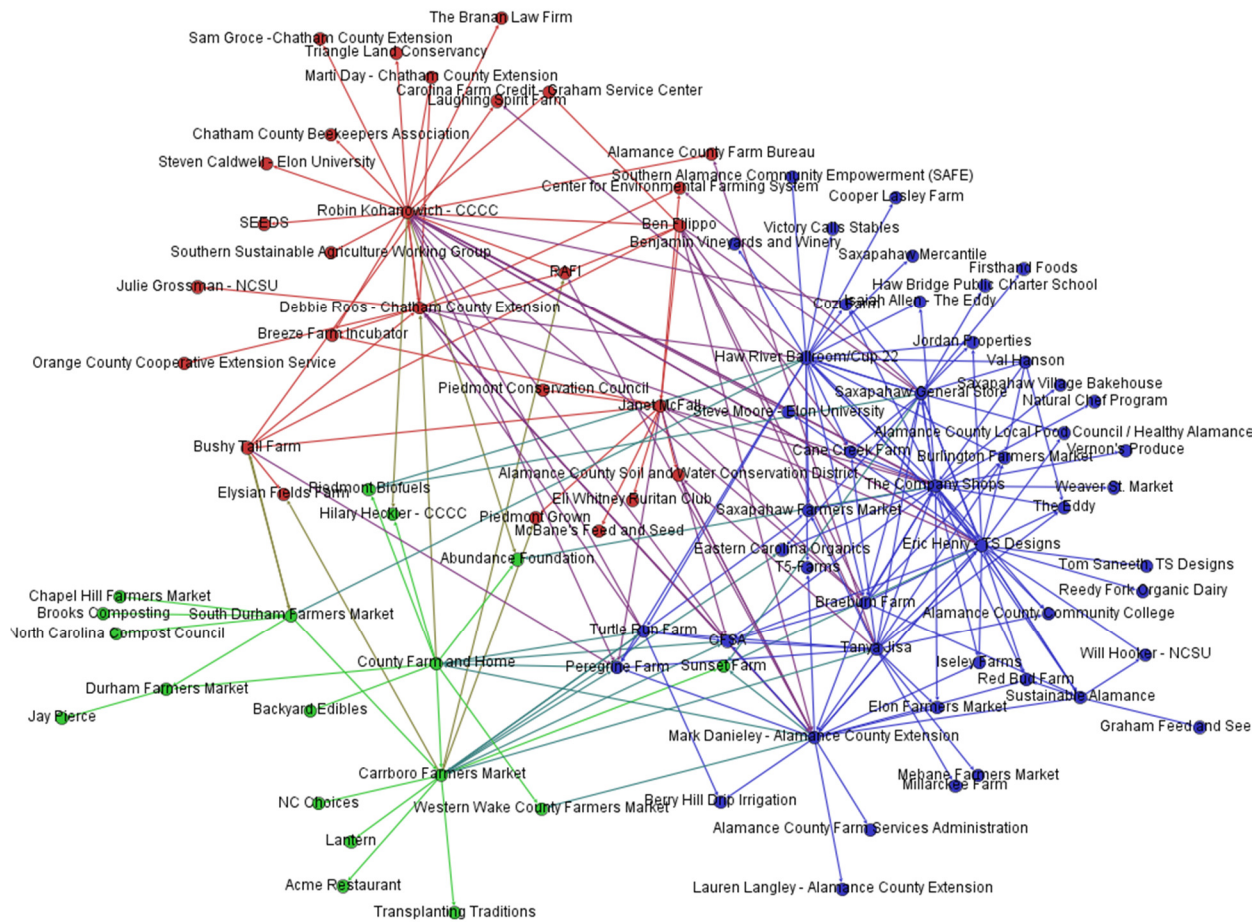 The Branan Law Firm
Sam Groce -Chatham County Extension
Triangle Land Conservancy
Marti Day - Chatham County Extension
Carolina Farm Credit - Graham Service Center
Laughing Spirit Farm
Chatham County Beekeepers Association
Steven Caldwell - Elon University
Alamance County Farm Bureau
Southern Alamance Community Empowerment (SAFE)
Center for Environmental Farming System
Cooper Lasley Farm
Robin Kohanowich - CCCC
SEEDS
Ben Filippo
Victory Calls Stables
Benjamin Vineyards and Winery
Southern Sustainable Agriculture Working Group
Saxapahaw Mercantile
RAFI
Firsthand Foods
Julie Grossman - NCSU
Haw Bridge Public Charter School
Cozi Farm
Isaiah Allen - The Eddy
Debbie Roos - Chatham County Extension
Breeze Farm Incubator
Jordan Properties
Orange County Cooperative Extension Service
Haw River Ballroom/Cup 22
Val Hanson
Piedmont Conservation Council
Saxapahaw General Store
Saxapahaw Village Bakehouse
Janet McFall
Steve Moore - Elon University
Natural Chef Program
Alamance County Local Food Council / Healthy Alamance
Bushy Tail Farm
Cane Creek Farm
Burlington Farmers Market
Vernon's Produce
Alamance County Soil and Water Conservation District
The Company Shops
Weaver St. Market
Elysian Fields Farm
Piedmont Biofuels
Eli Whitney Ruritan Club
Hilary Heckler - CCCC
Piedmont Grown
Saxapahaw Farmers Market
The Eddy
McBane's Feed and Seed
Eastern Carolina Organics
Eric Henry - TS Designs
Abundance Foundation
T5-Farms
Tom Saneeth, TS Designs
Reedy Fork Organic Dairy
Chapel Hill Farmers Market
Brooks Composting
South Durham Farmers Market
Braeburn Farm
Alamance County Community College
North Carolina Compost Council
Turtle Run Farm
CFSA
Tanya Jisa
Will Hooker - NCSU
County Farm and Home
Peregrine Farm
Sunset Farm
Iseley Farms
Red Bud Farm
Durham Farmers Market
Sustainable Alamance
Backyard Edibles
Elon Farmers Market
Jay Pierce
Graham Feed and See
Mark Danieley - Alamance County Extension
Carrboro Farmers Market
Mebane Farmers Market
Millarckee Farm
NC Choices
Western Wake County Farmers Market
Berry Hill Drip Irrigation
Alamance County Farm Services Administration
Lantern
Acme Restaurant
Lauren Langley - Alamance County Extension
Transplanting Traditions